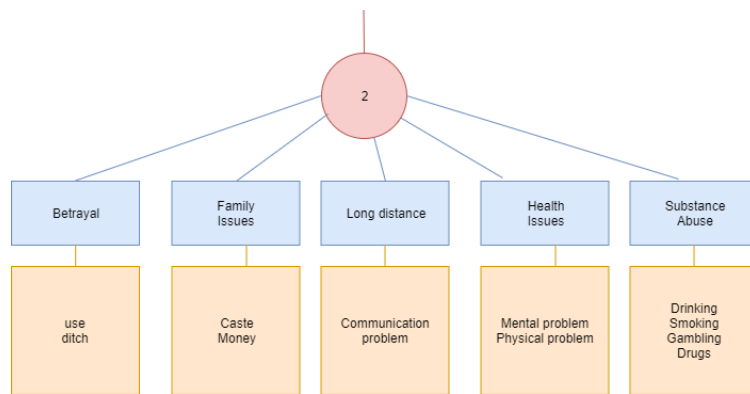 2
Betrayal
Family
Issues
Long distance
Health
Issues
Substance
Abuse
use
ditch
Caste
Money
Communication
problem
Mental problem
Physical problem
Drinking
Smoking
Gambling
Drugs